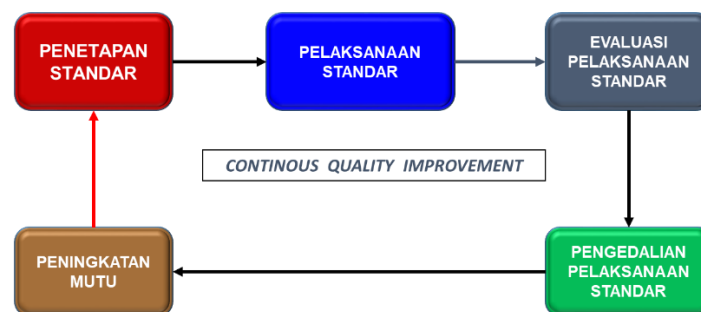 PENETAPAN
STANDAR
PELAKSANAAN
STANDAR
EVALUASI
PELAKSANAAN
STANDAR
CONTINOUS QUALITY IMPROVEMENT
PENINGKATAN
MUTU
PENGEDALIAN
PELAKSANAAN
STANDAR